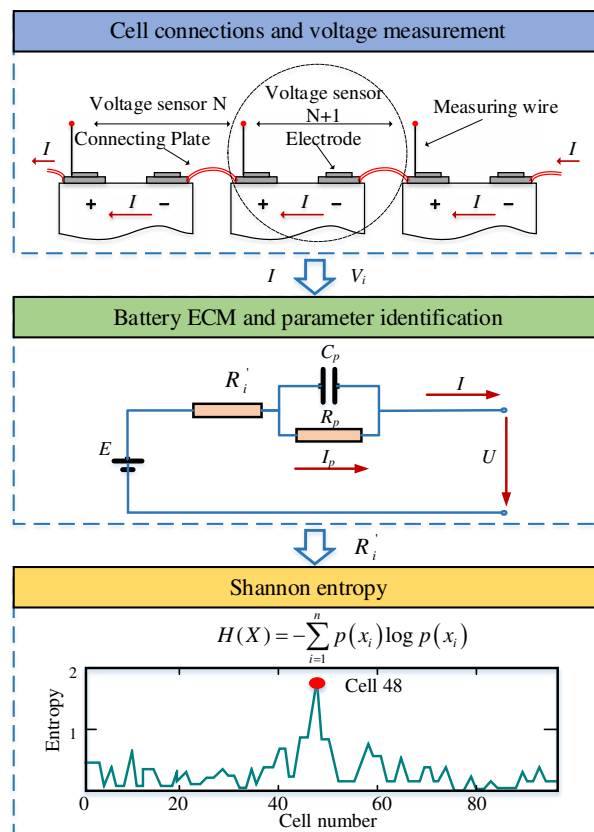 Cell connections and voltage measurement
Voltage sensor N
Voltage sensor
N+1
Measuring wire
Connecting Plate
Electrode
I
I
+ I −
+ I −
+ I −
I
V_i
Battery ECM and parameter identification
C_p
R_i'
I
R_p
E
I_p
U
R_i'
Shannon entropy
H(X) = −∑_{i=1}^{n} p(x_i) log p(x_i)
2
Cell 48
Entropy
1
0 20 40 60 80
Cell number